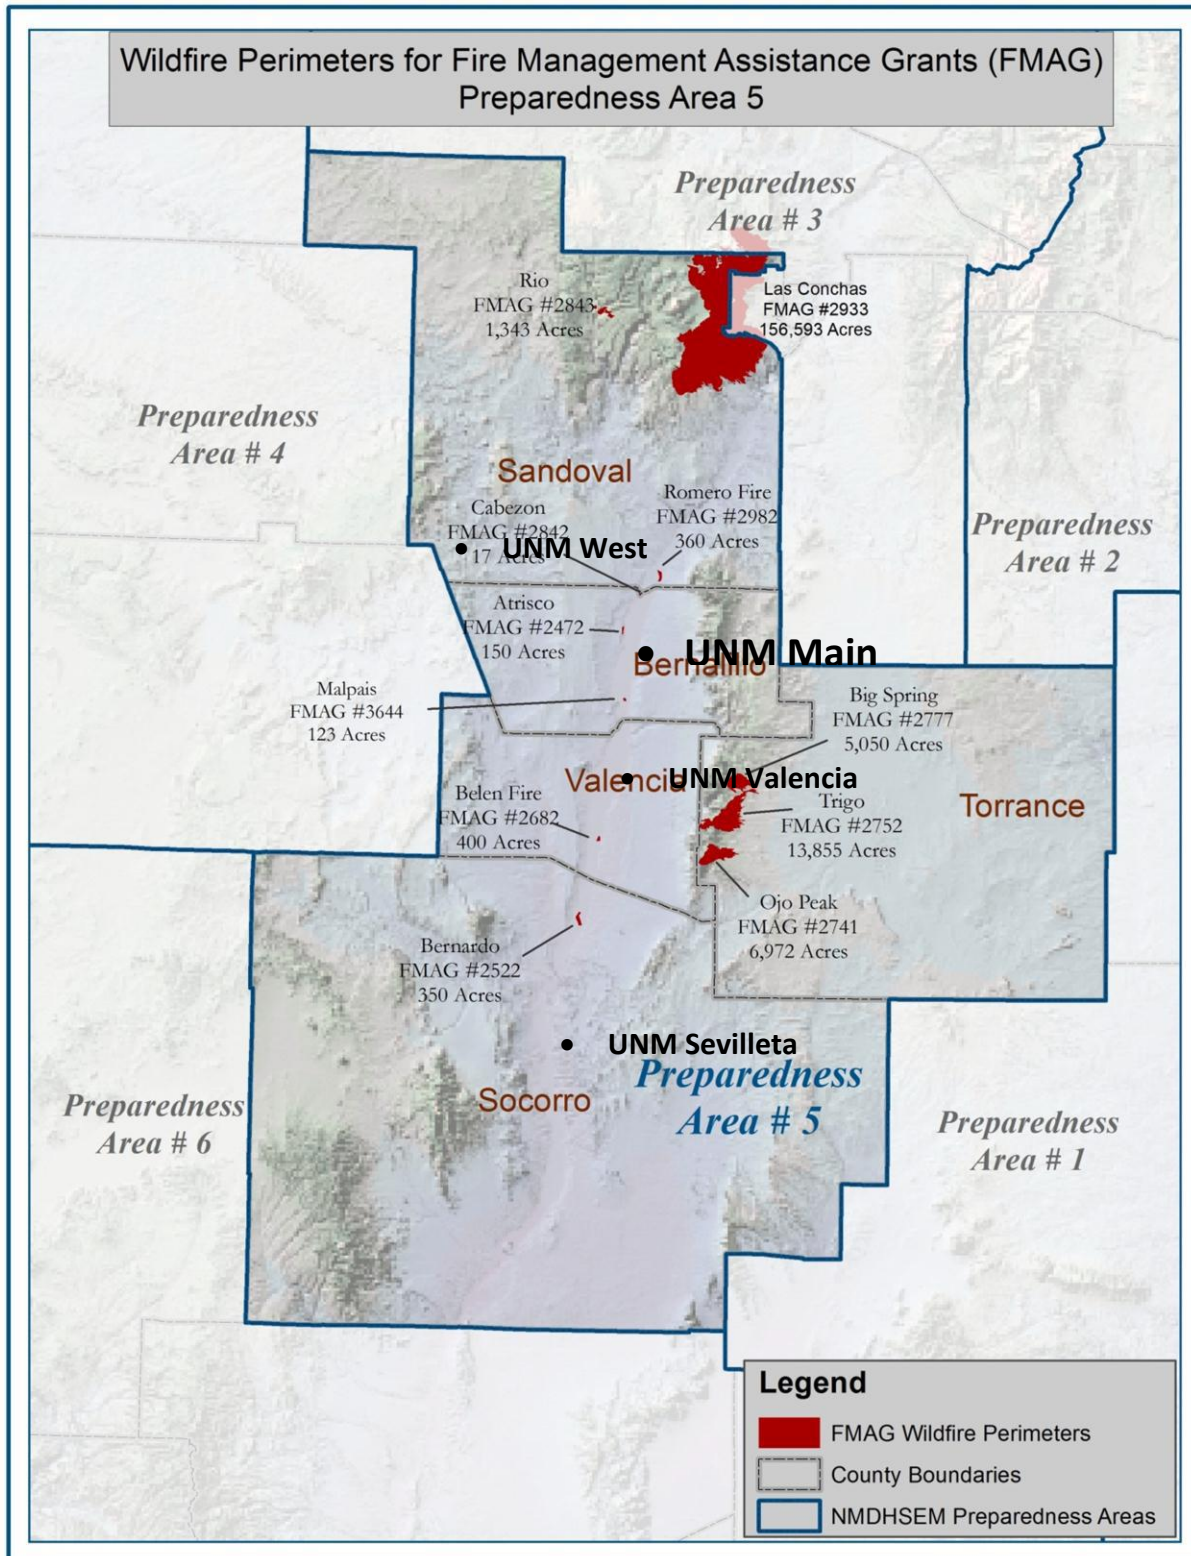 Wildfire Perimeters for Fire Management Assistance Grants (FMAG)
Preparedness Area 5
Preparedness
Area # 3
Rio
FMAG #2843
1,343 Acres
Las Conchas
FMAG #2933
156,593 Acres
Preparedness
Area # 4
Sandoval
Cabezon
FMAG #2842
17 Acres
• UNM West
Romero Fire
FMAG #2982
360 Acres
Preparedness
Area # 2
Atrisco
FMAG #2472
150 Acres
• UNM Main
Bernalillo
Malpais
FMAG #3644
123 Acres
Big Spring
FMAG #2777
5,050 Acres
Valencia
• UNM Valencia
Belen Fire
FMAG #2682
400 Acres
Trigo
FMAG #2752
13,855 Acres
Torrance
Ojo Peak
FMAG #2741
6,972 Acres
Bernardo
FMAG #2522
350 Acres
• UNM Sevilleta
Preparedness
Area # 5
Socorro
Preparedness
Area # 6
Preparedness
Area # 1
Legend
FMAG Wildfire Perimeters
County Boundaries
NMDHSEM Preparedness Areas